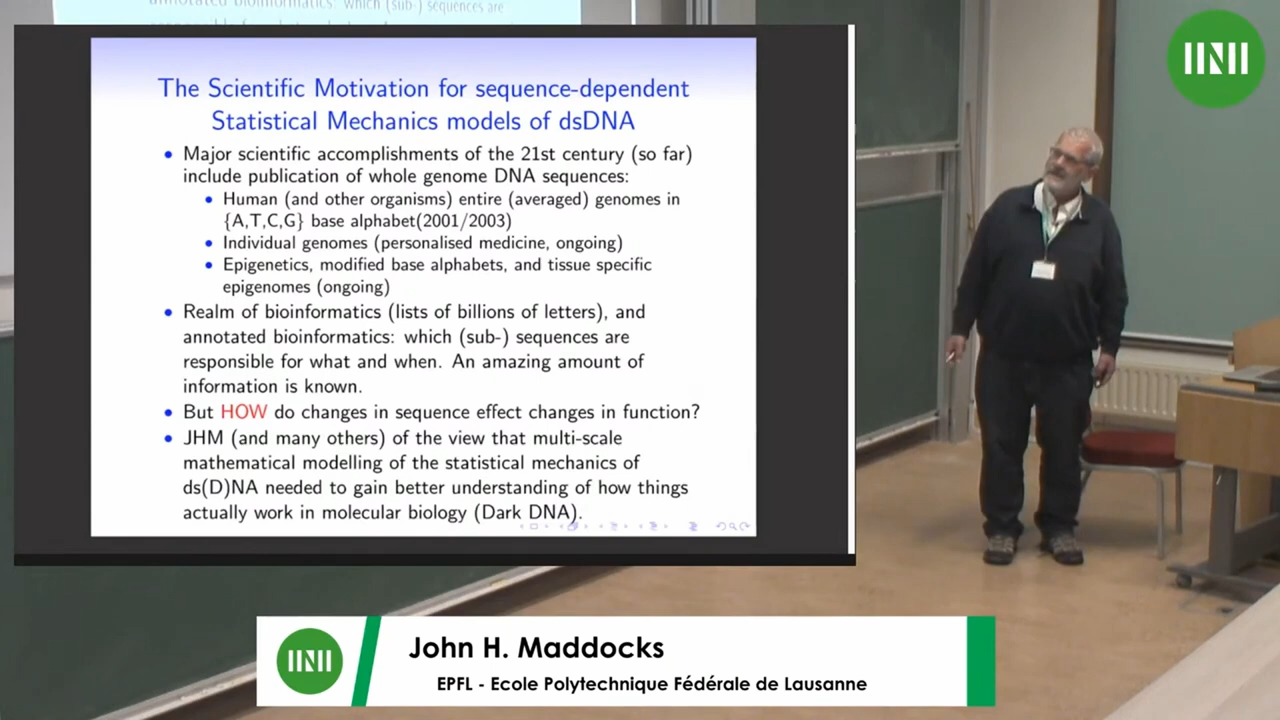 annotated bioinformatics: which (sub-) sequences are
The Scientific Motivation for sequence-dependent
Statistical Mechanics models of dsDNA
• Major scientific accomplishments of the 21st century (so far)
include publication of whole genome DNA sequences:
• Human (and other organisms) entire (averaged) genomes in
{A,T,C,G} base alphabet(2001/2003)
• Individual genomes (personalised medicine, ongoing)
• Epigenetics, modified base alphabets, and tissue specific
epigenomes (ongoing)
• Realm of bioinformatics (lists of billions of letters), and
annotated bioinformatics: which (sub-) sequences are
responsible for what and when. An amazing amount of
information is known.
• But HOW do changes in sequence effect changes in function?
• JHM (and many others) of the view that multi-scale
mathematical modelling of the statistical mechanics of
ds(D)NA needed to gain better understanding of how things
actually work in molecular biology (Dark DNA).
John H. Maddocks
EPFL - Ecole Polytechnique Fédérale de Lausanne